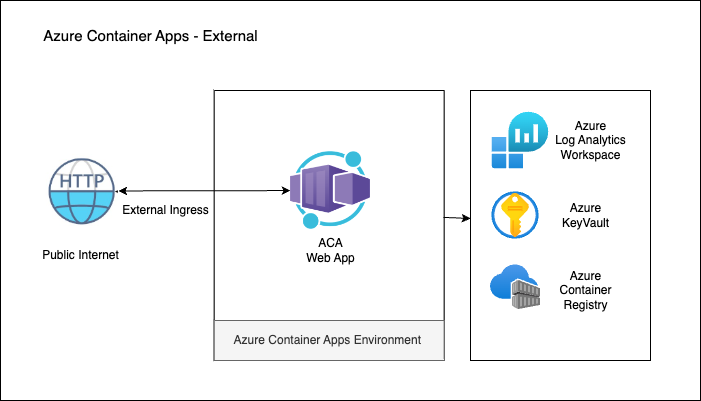 Azure Container Apps - External
HTTP
External Ingress
Public Internet
ACA
Web App
Azure Container Apps Environment
Azure
Log Analytics
Workspace
Azure
KeyVault
Azure
Container
Registry